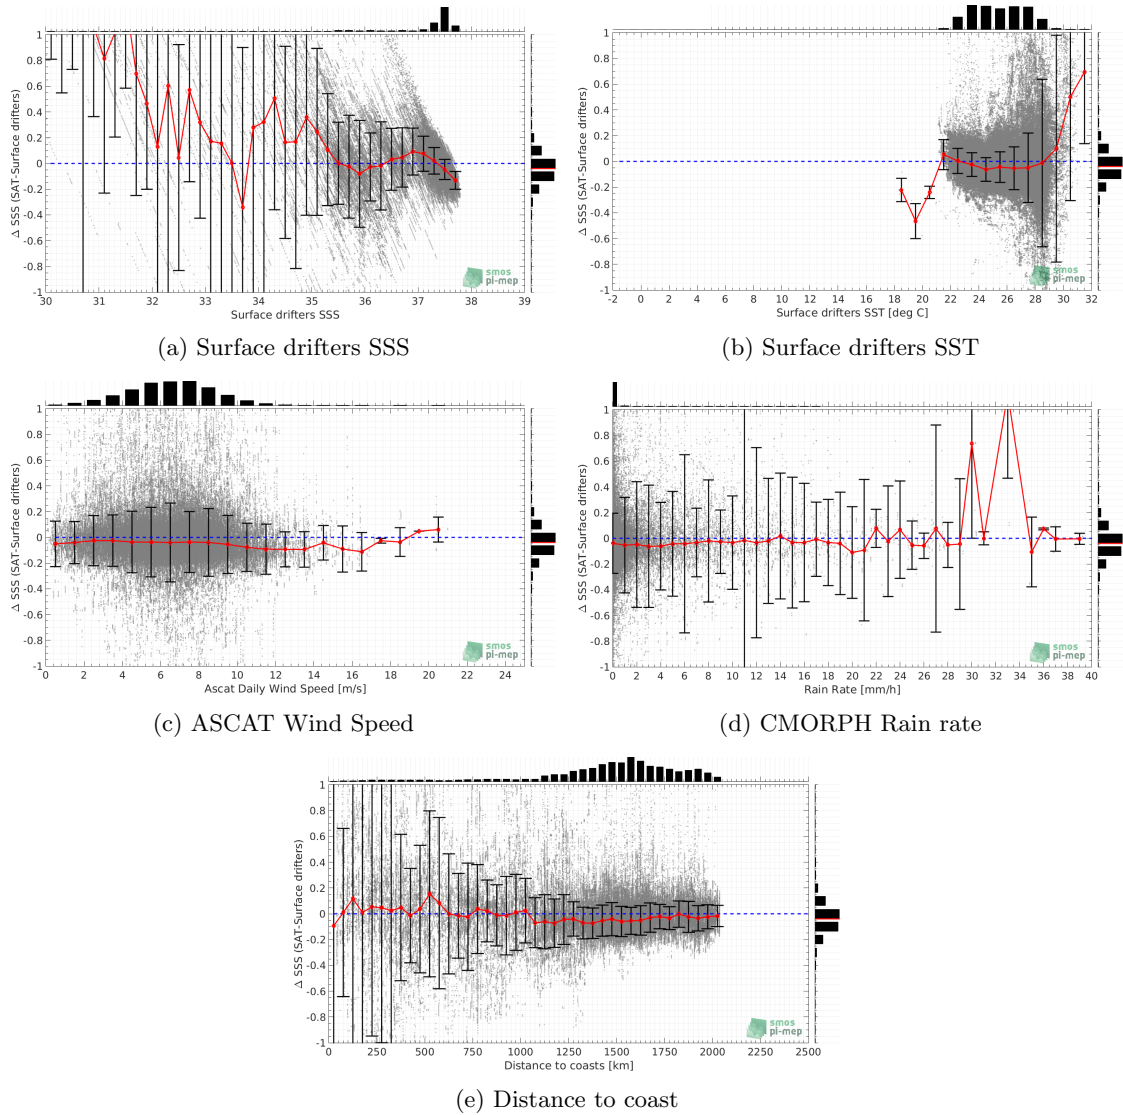 Δ SSS (SAT-Surface drifters)
1
0.8
0.6
0.4
0.2
0
-0.2
-0.4
-0.6
-0.8
-1
30 31 32 33 34 35 36 37 38 39
Surface drifters SSS
smos
pi-mep
(a) Surface drifters SSS
Δ SSS (SAT-Surface drifters)
1
0.8
0.6
0.4
0.2
0
-0.2
-0.4
-0.6
-0.8
-1
-2 0 2 4 6 8 10 12 14 16 18 20 22 24 26 28 30 32
Surface drifters SST [deg C]
smos
pi-mep
(b) Surface drifters SST
Δ SSS (SAT-Surface drifters)
1
0.8
0.6
0.4
0.2
0
-0.2
-0.4
-0.6
-0.8
-1
0 2 4 6 8 10 12 14 16 18 20 22 24
Ascat Daily Wind Speed [m/s]
smos
pi-mep
(c) ASCAT Wind Speed
Δ SSS (SAT-Surface drifters)
1
0.8
0.6
0.4
0.2
0
-0.2
-0.4
-0.6
-0.8
-1
0 2 4 6 8 10 12 14 16 18 20 22 24 26 28 30 32 34 36 38 40
Rain Rate [mm/h]
smos
pi-mep
(d) CMORPH Rain rate
Δ SSS (SAT-Surface drifters)
1
0.8
0.6
0.4
0.2
0
-0.2
-0.4
-0.6
-0.8
-1
0 250 500 750 1000 1250 1500 1750 2000 2250 2500
Distance to coasts [km]
smos
pi-mep
(e) Distance to coast